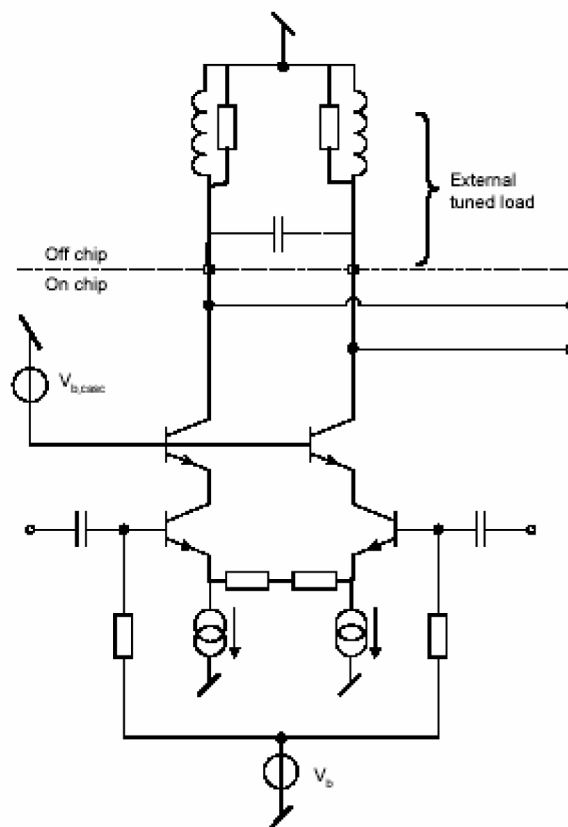 External
tuned load
Off chip
On chip
V_b,casc
V_b